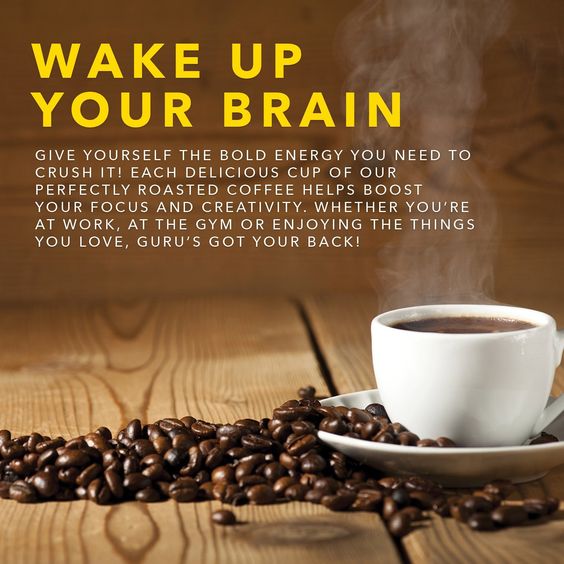 WAKE UP
YOUR BRAIN
GIVE YOURSELF THE BOLD ENERGY YOU NEED TO
CRUSH IT! EACH DELICIOUS CUP OF OUR
PERFECTLY ROASTED COFFEE HELPS BOOST
YOUR FOCUS AND CREATIVITY. WHETHER YOU’RE
AT WORK, AT THE GYM OR ENJOYING THE THINGS
YOU LOVE, GURU’S GOT YOUR BACK!